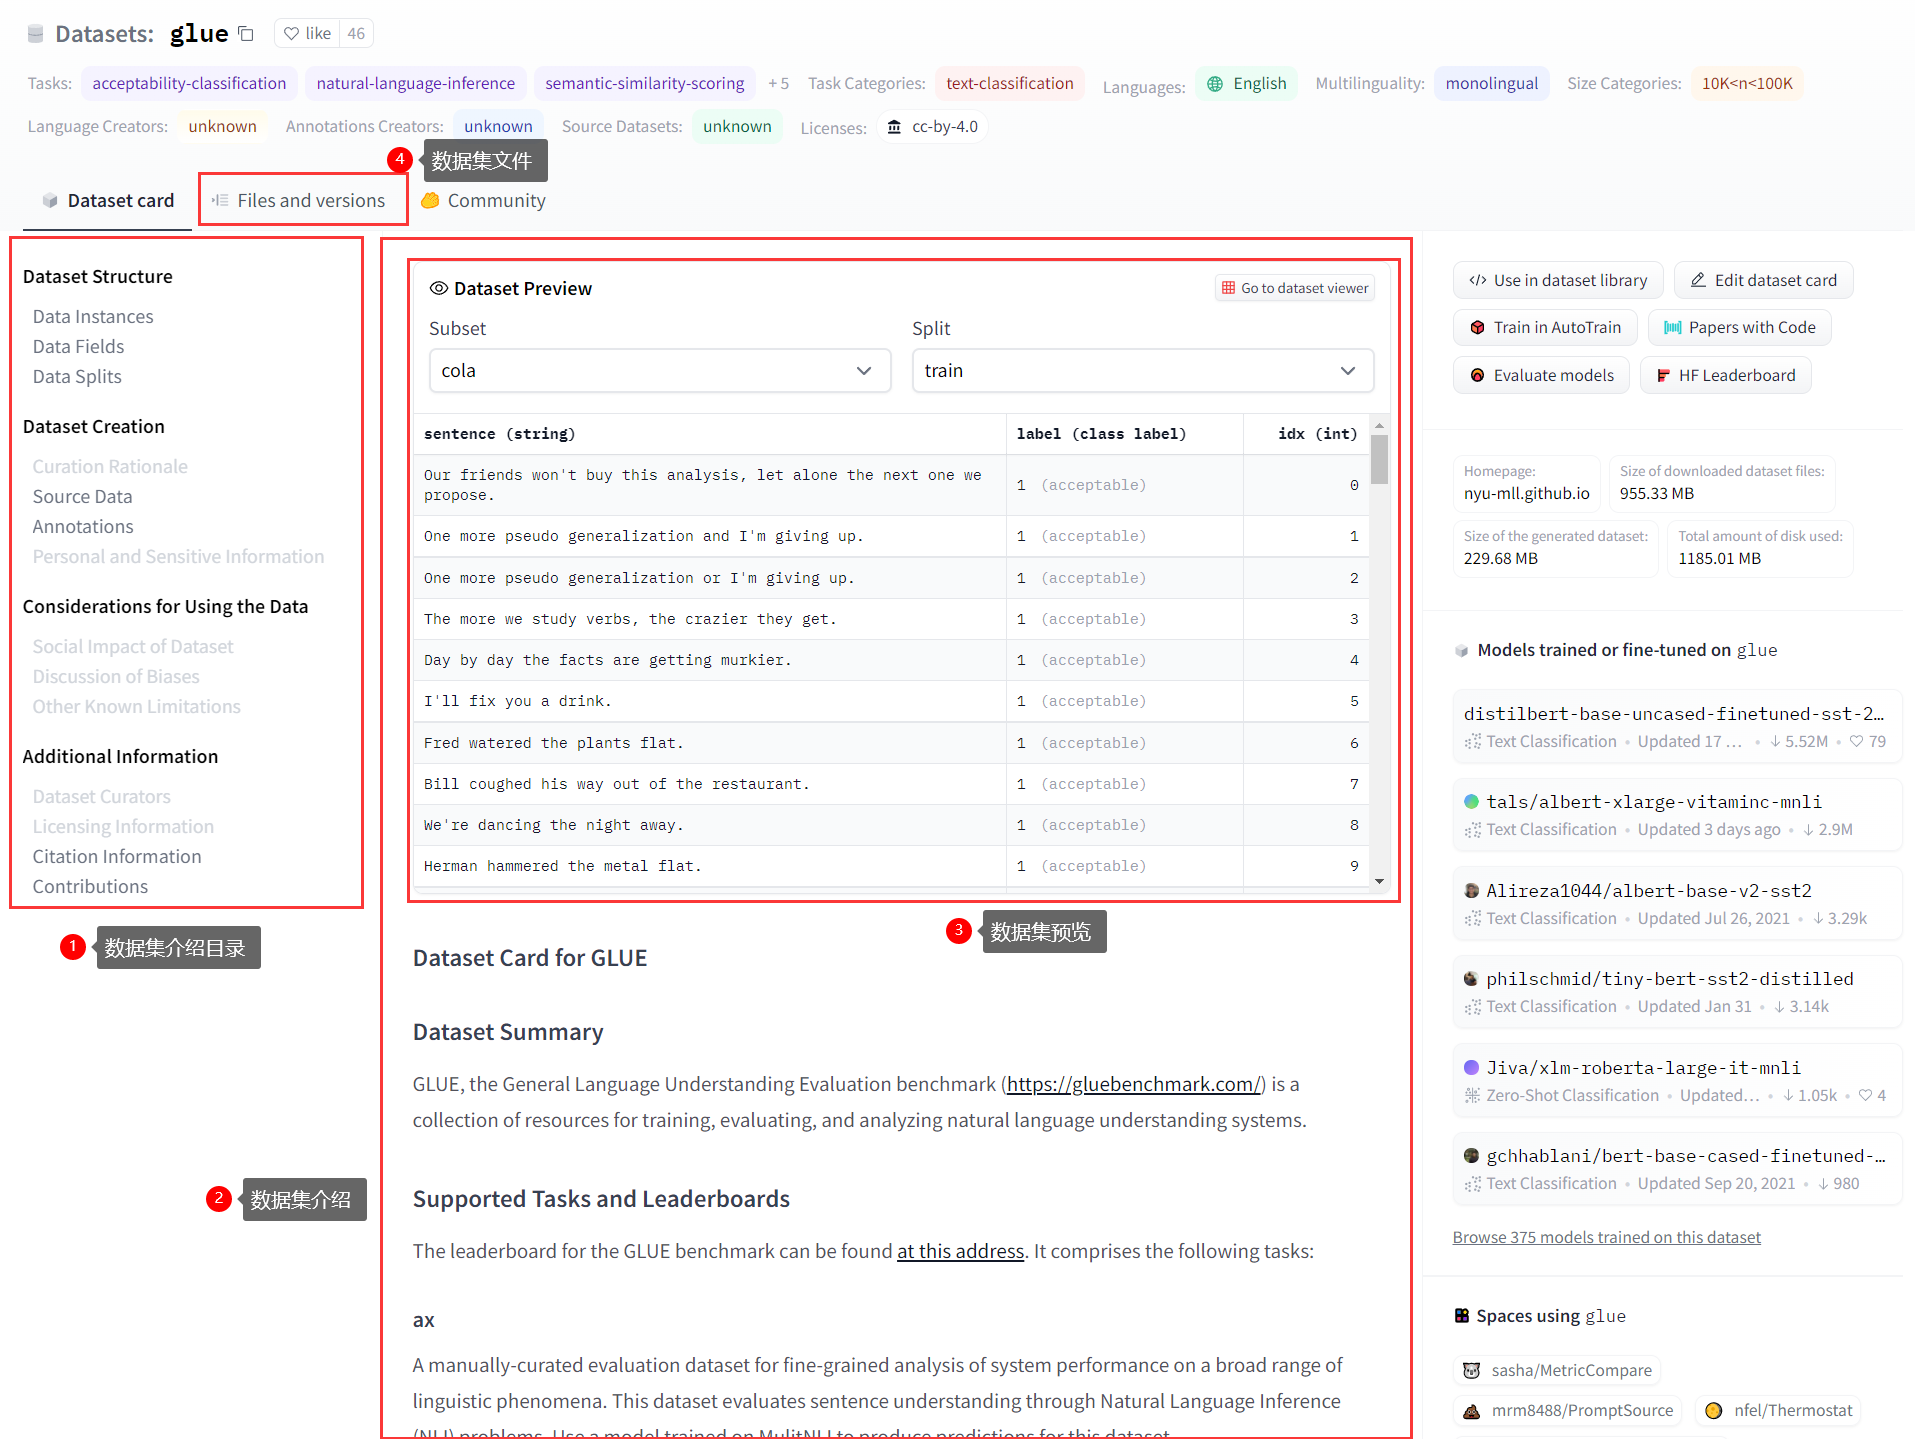 Datasets: glue like 46
Tasks: acceptability-classification natural-language-inference semantic-similarity-scoring + 5 Task Categories: text-classification Languages: English Multilinguality: monolingual Size Categories: 10K<n<100K
Language Creators: unknown Annotations Creators: unknown Source Datasets: unknown Licenses: cc-by-4.0
4 数据集文件
Dataset card Files and versions Community
Dataset Structure
Data Instances
Data Fields
Data Splits
Dataset Creation
Curation Rationale
Source Data
Annotations
Personal and Sensitive Information
Considerations for Using the Data
Social Impact of Dataset
Discussion of Biases
Other Known Limitations
Additional Information
Dataset Curators
Licensing Information
Citation Information
Contributions
1 数据集介绍目录
2 数据集介绍
Dataset Preview Go to dataset viewer
Subset Split
cola train
sentence (string) label (class label) idx (int)
Our friends won't buy this analysis, let alone the next one we
propose. 1 (acceptable) 0
One more pseudo generalization and I'm giving up. 1 (acceptable) 1
One more pseudo generalization or I'm giving up. 1 (acceptable) 2
The more we study verbs, the crazier they get. 1 (acceptable) 3
Day by day the facts are getting murkier. 1 (acceptable) 4
I'll fix you a drink. 1 (acceptable) 5
Fred watered the plants flat. 1 (acceptable) 6
Bill coughed his way out of the restaurant. 1 (acceptable) 7
We're dancing the night away. 1 (acceptable) 8
Herman hammered the metal flat. 1 (acceptable) 9
3 数据集预览
Dataset Card for GLUE
Dataset Summary
GLUE, the General Language Understanding Evaluation benchmark (https://gluebenchmark.com/) is a
collection of resources for training, evaluating, and analyzing natural language understanding systems.
Supported Tasks and Leaderboards
The leaderboard for the GLUE benchmark can be found at this address. It comprises the following tasks:
ax
A manually-curated evaluation dataset for fine-grained analysis of system performance on a broad range of
linguistic phenomena. This dataset evaluates sentence understanding through Natural Language Inference
(NLI) problems. Use a model trained on MulitNLI to produce predictions for this dataset.
Use in dataset library Edit dataset card
Train in AutoTrain Papers with Code
Evaluate models HF Leaderboard
Homepage: Size of downloaded dataset files:
nyu-mll.github.io 955.33 MB
Size of the generated dataset: Total amount of disk used:
229.68 MB 1185.01 MB
Models trained or fine-tuned on glue
distilbert-base-uncased-finetuned-sst-2…
Text Classification • Updated 17 … • ↓ 5.52M • 79
tals/albert-xlarge-vitaminc-mnli
Text Classification • Updated 3 days ago • ↓ 2.9M
Alireza1044/albert-base-v2-sst2
Text Classification • Updated Jul 26, 2021 • ↓ 3.29k
philschmid/tiny-bert-sst2-distilled
Text Classification • Updated Jan 31 • ↓ 3.14k
Jiva/xlm-roberta-large-it-mnli
Zero-Shot Classification • Updated… • ↓ 1.05k • 4
gchhablani/bert-base-cased-finetuned-…
Text Classification • Updated Sep 20, 2021 • ↓ 980
Browse 375 models trained on this dataset
Spaces using glue
sasha/MetricCompare
mrm8488/PromptSource nfel/Thermostat